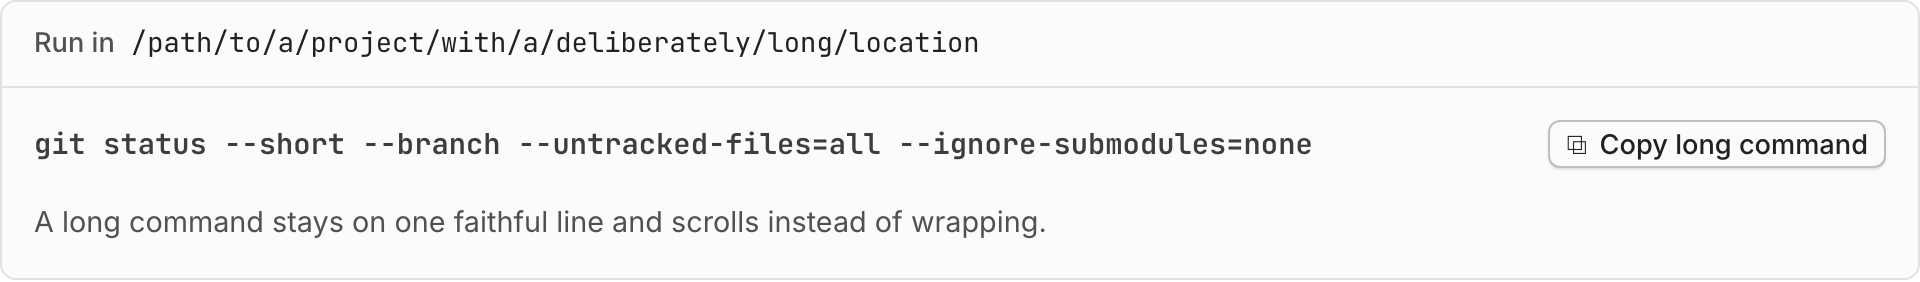 Run in /path/to/a/project/with/a/deliberately/long/location
git status --short --branch --untracked-files=all --ignore-submodules=none
Copy long command
A long command stays on one faithful line and scrolls instead of wrapping.